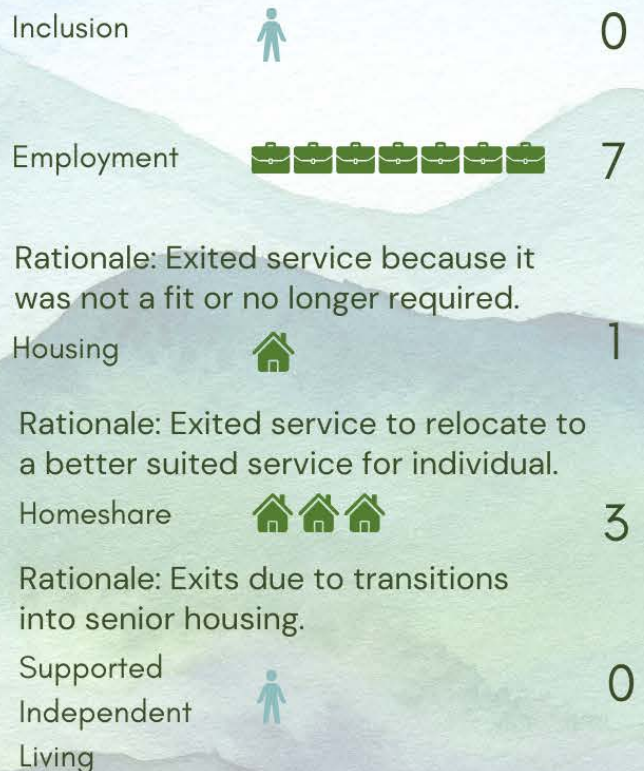 Inclusion 0
Employment 7
Rationale: Exited service because it
was not a fit or no longer required.
Housing 1
Rationale: Exited service to relocate to
a better suited service for individual.
Homeshare 3
Rationale: Exits due to transitions
into senior housing.
Supported
Independent 0
Living